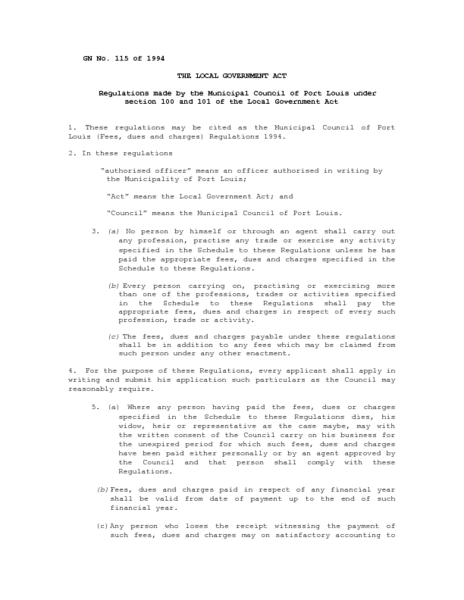 GN No. 115 of 1994
THE LOCAL GOVERNMENT ACT
Regulations made by the Municipal Council of Port Louis under
section 100 and 101 of the Local Government Act
1. These regulations may be cited as the Municipal Council of Port
Louis (Fees, dues and charges) Regulations 1994.
2. In these regulations
"authorised officer" means an officer authorised in writing by
the Municipality of Port Louis;
"Act" means the Local Government Act; and
"Council" means the Municipal Council of Port Louis.
3. (a) No person by himself or through an agent shall carry out
any profession, practise any trade or exercise any activity
specified in the Schedule to these Regulations unless he has
paid the appropriate fees, dues and charges specified in the
Schedule to these Regulations.
(b) Every person carrying on, practising or exercising more
than one of the professions, trades or activities specified
in the Schedule to these Regulations shall pay the
appropriate fees, dues and charges in respect of every such
profession, trade or activity.
(c) The fees, dues and charges payable under these regulations
shall be in addition to any fees which may be claimed from
such person under any other enactment.
4. For the purpose of these Regulations, every applicant shall apply in
writing and submit his application such particulars as the Council may
reasonably require.
5. (a) Where any person having paid the fees, dues or charges
specified in the Schedule to these Regulations dies, his
widow, heir or representative as the case maybe, may with
the written consent of the Council carry on his business for
the unexpired period for which such fees, dues and charges
have been paid either personally or by an agent approved by
the Council and that person shall comply with these
Regulations.
(b) Fees, dues and charges paid in respect of any financial year
shall be valid from date of payment up to the end of such
financial year.
(c) Any person who loses the receipt witnessing the payment of
such fees, dues and charges may on satisfactory accounting to